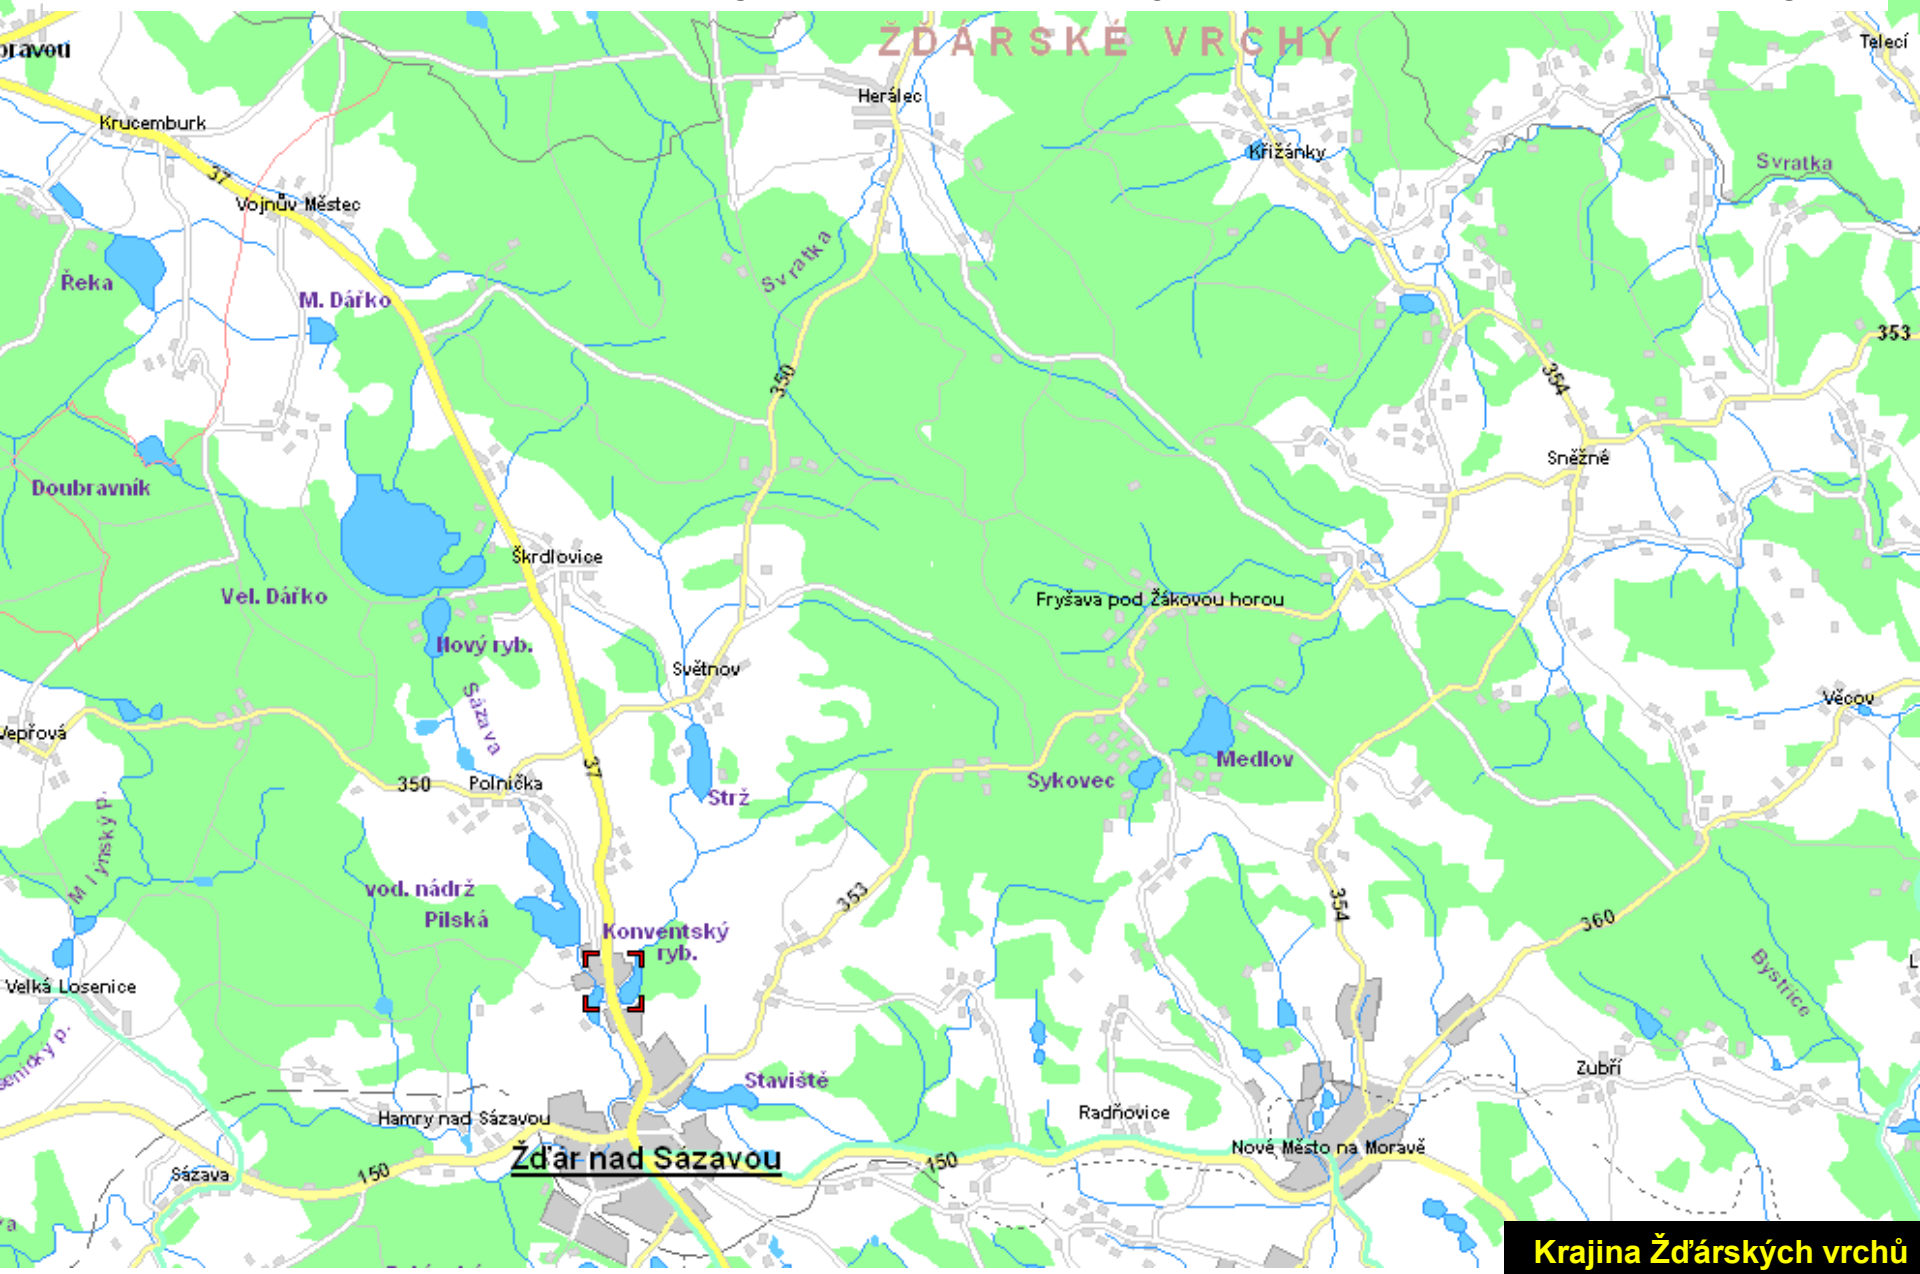 ŽĎÁRSKÉ VRCHY
Telecí
Herálec
Krucemburk
Křižánky
Svratka
37
Vojnův Městec
Svratka
Řeka
M. Dářko
353
350
354
Sněžné
Doubravník
Škrdlovice
Vel. Dářko
Fryšava pod Žákovou horou
Nový ryb.
Světnov
Sázava
Věcov
Vepřová
37
Medlov
350
Polnička
Sykovec
Strž
Mlýnský p.
vod. nádrž
Pilská
353
354
360
Konventský
ryb.
Velká Losenice
Bystrice
Zubří
Staviště
Hamry nad Sázavou
Radňovice
Nové Město na Moravě
Žďár nad Sázavou
150
150
Sázava
Krajina Žďárských vrchů